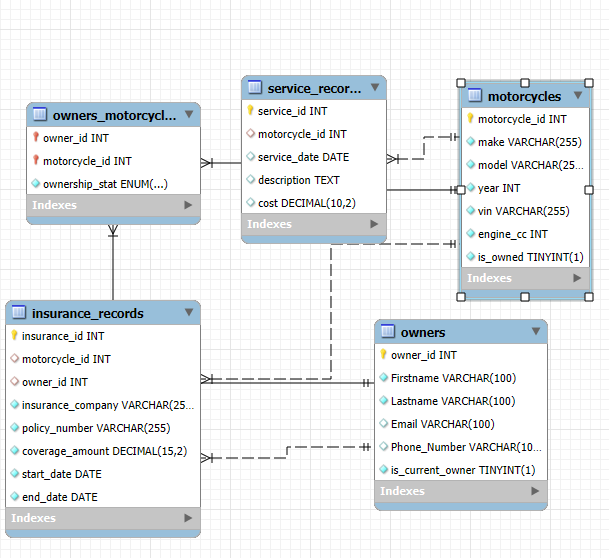 owners_motorcycl...
owner_id INT
motorcycle_id INT
ownership_stat ENUM(...)
Indexes
service_recor...
service_id INT
motorcycle_id INT
service_date DATE
description TEXT
cost DECIMAL(10,2)
Indexes
motorcycles
motorcycle_id INT
make VARCHAR(255)
model VARCHAR(25...
year INT
vin VARCHAR(255)
engine_cc INT
is_owned TINYINT(1)
Indexes
insurance_records
insurance_id INT
motorcycle_id INT
owner_id INT
insurance_company VARCHAR(25...
policy_number VARCHAR(255)
coverage_amount DECIMAL(15,2)
start_date DATE
end_date DATE
Indexes
owners
owner_id INT
Firstname VARCHAR(100)
Lastname VARCHAR(100)
Email VARCHAR(100)
Phone_Number VARCHAR(10...
is_current_owner TINYINT(1)
Indexes